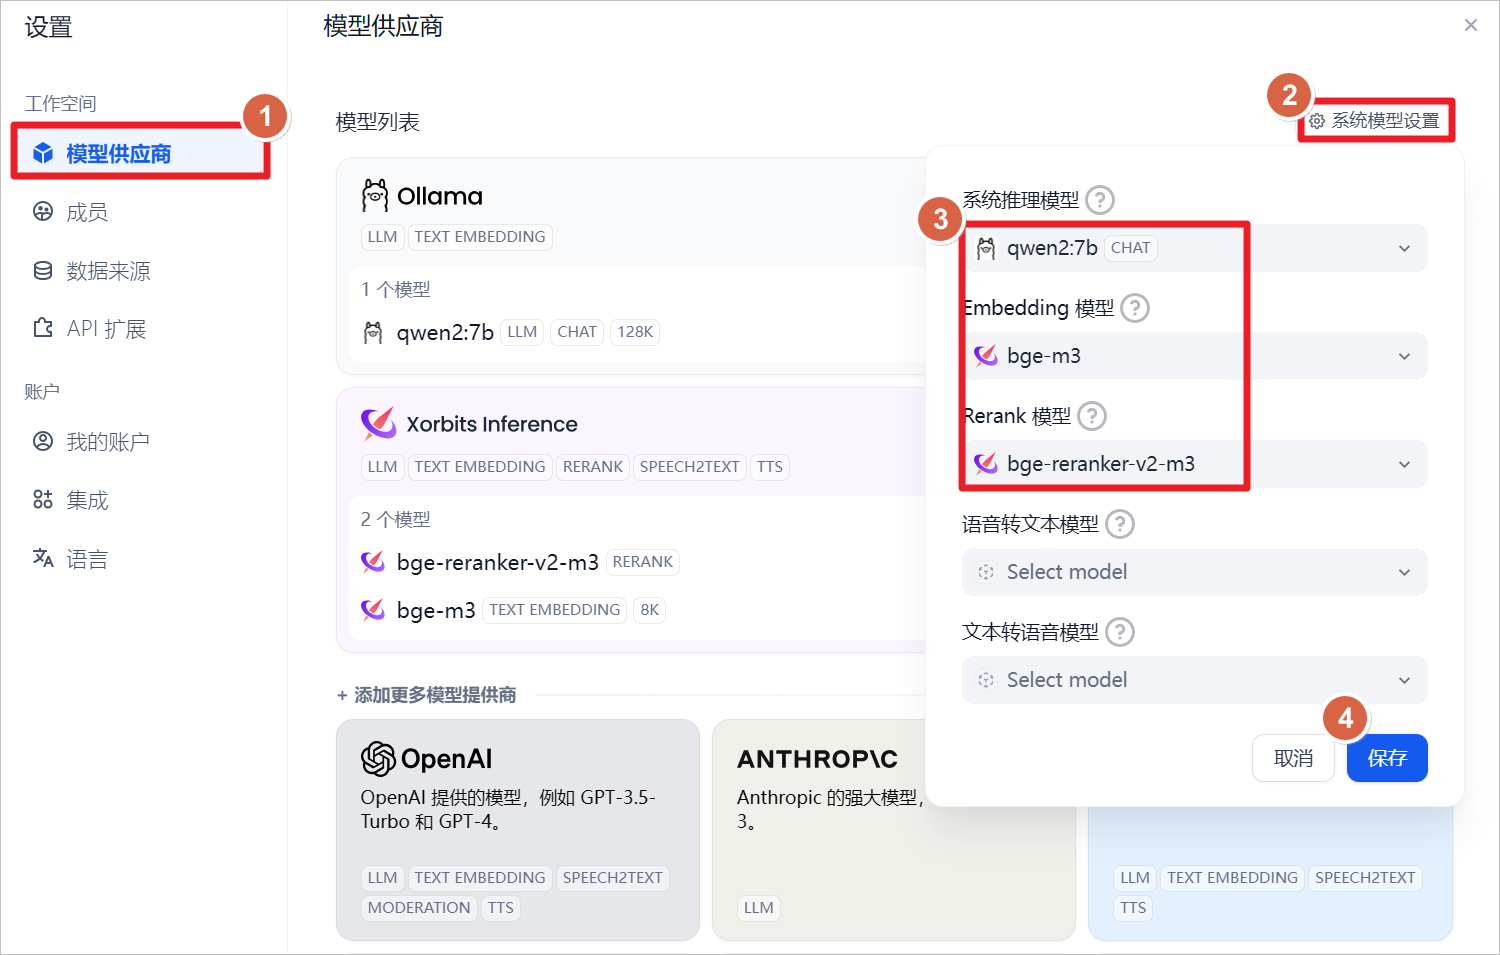 设置
工作空间
1
模型供应商
成员
数据来源
API 扩展
账户
我的账户
集成
语言
模型供应商
模型列表
2
系统模型设置
Ollama
LLM TEXT EMBEDDING
1 个模型
qwen2:7b LLM CHAT 128K
Xorbits Inference
LLM TEXT EMBEDDING RERANK SPEECH2TEXT TTS
2 个模型
bge-reranker-v2-m3 RERANK
bge-m3 TEXT EMBEDDING 8K
+ 添加更多模型提供商
OpenAI
OpenAI 提供的模型，例如 GPT-3.5-
Turbo 和 GPT-4。
LLM TEXT EMBEDDING SPEECH2TEXT
MODERATION TTS
ANTHROP\C
Anthropic 的强大模型，
3。
LLM
LLM TEXT EMBEDDING SPEECH2TEXT
TTS
系统推理模型 ?
3
qwen2:7b CHAT
Embedding 模型 ?
bge-m3
Rerank 模型 ?
bge-reranker-v2-m3
语音转文本模型 ?
Select model
文本转语音模型 ?
Select model
4
取消 保存